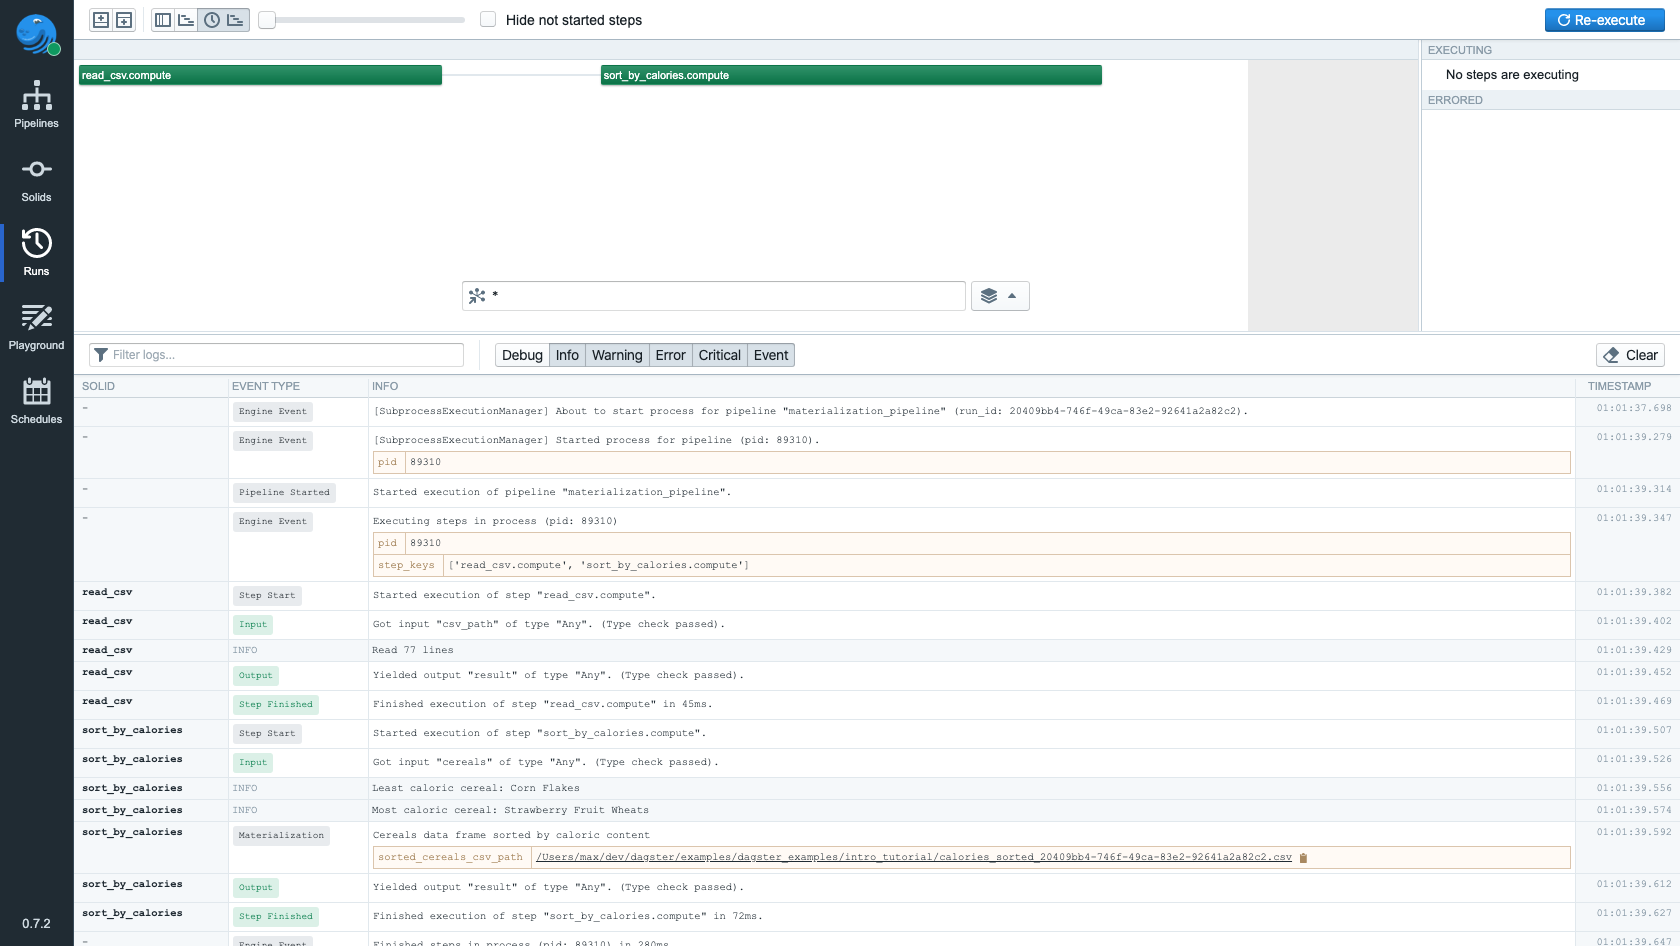 Hide not started steps
Re-execute
EXECUTING
No steps are executing
ERRORED
read_csv.compute
sort_by_calories.compute
Pipelines
Solids
Runs
Playground
Schedules
0.7.2
*
Filter logs...
Debug Info Warning Error Critical Event
Clear
SOLID EVENT TYPE INFO TIMESTAMP
- Engine Event [SubprocessExecutionManager] About to start process for pipeline "materialization_pipeline" (run_id: 20409bb4-746f-49ca-83e2-92641a2a82c2). 01:01:37.698
- Engine Event [SubprocessExecutionManager] Started process for pipeline (pid: 89310). 01:01:39.279
pid 89310
- Pipeline Started Started execution of pipeline "materialization_pipeline". 01:01:39.314
- Engine Event Executing steps in process (pid: 89310) 01:01:39.347
pid 89310
step_keys ['read_csv.compute', 'sort_by_calories.compute']
read_csv Step Start Started execution of step "read_csv.compute". 01:01:39.382
read_csv Input Got input "csv_path" of type "Any". (Type check passed). 01:01:39.402
read_csv INFO Read 77 lines 01:01:39.429
read_csv Output Yielded output "result" of type "Any". (Type check passed). 01:01:39.452
read_csv Step Finished Finished execution of step "read_csv.compute" in 45ms. 01:01:39.469
sort_by_calories Step Start Started execution of step "sort_by_calories.compute". 01:01:39.507
sort_by_calories Input Got input "cereals" of type "Any". (Type check passed). 01:01:39.526
sort_by_calories INFO Least caloric cereal: Corn Flakes 01:01:39.556
sort_by_calories INFO Most caloric cereal: Strawberry Fruit Wheats 01:01:39.574
sort_by_calories Materialization Cereals data frame sorted by caloric content 01:01:39.592
sorted_cereals_csv_path /Users/max/dev/dagster/examples/dagster_examples/intro_tutorial/calories_sorted_20409bb4-746f-49ca-83e2-92641a2a82c2.csv
sort_by_calories Output Yielded output "result" of type "Any". (Type check passed). 01:01:39.612
sort_by_calories Step Finished Finished execution of step "sort_by_calories.compute" in 72ms. 01:01:39.627
- Engine Event Finished steps in process (pid: 89310) in 280ms 01:01:39.647